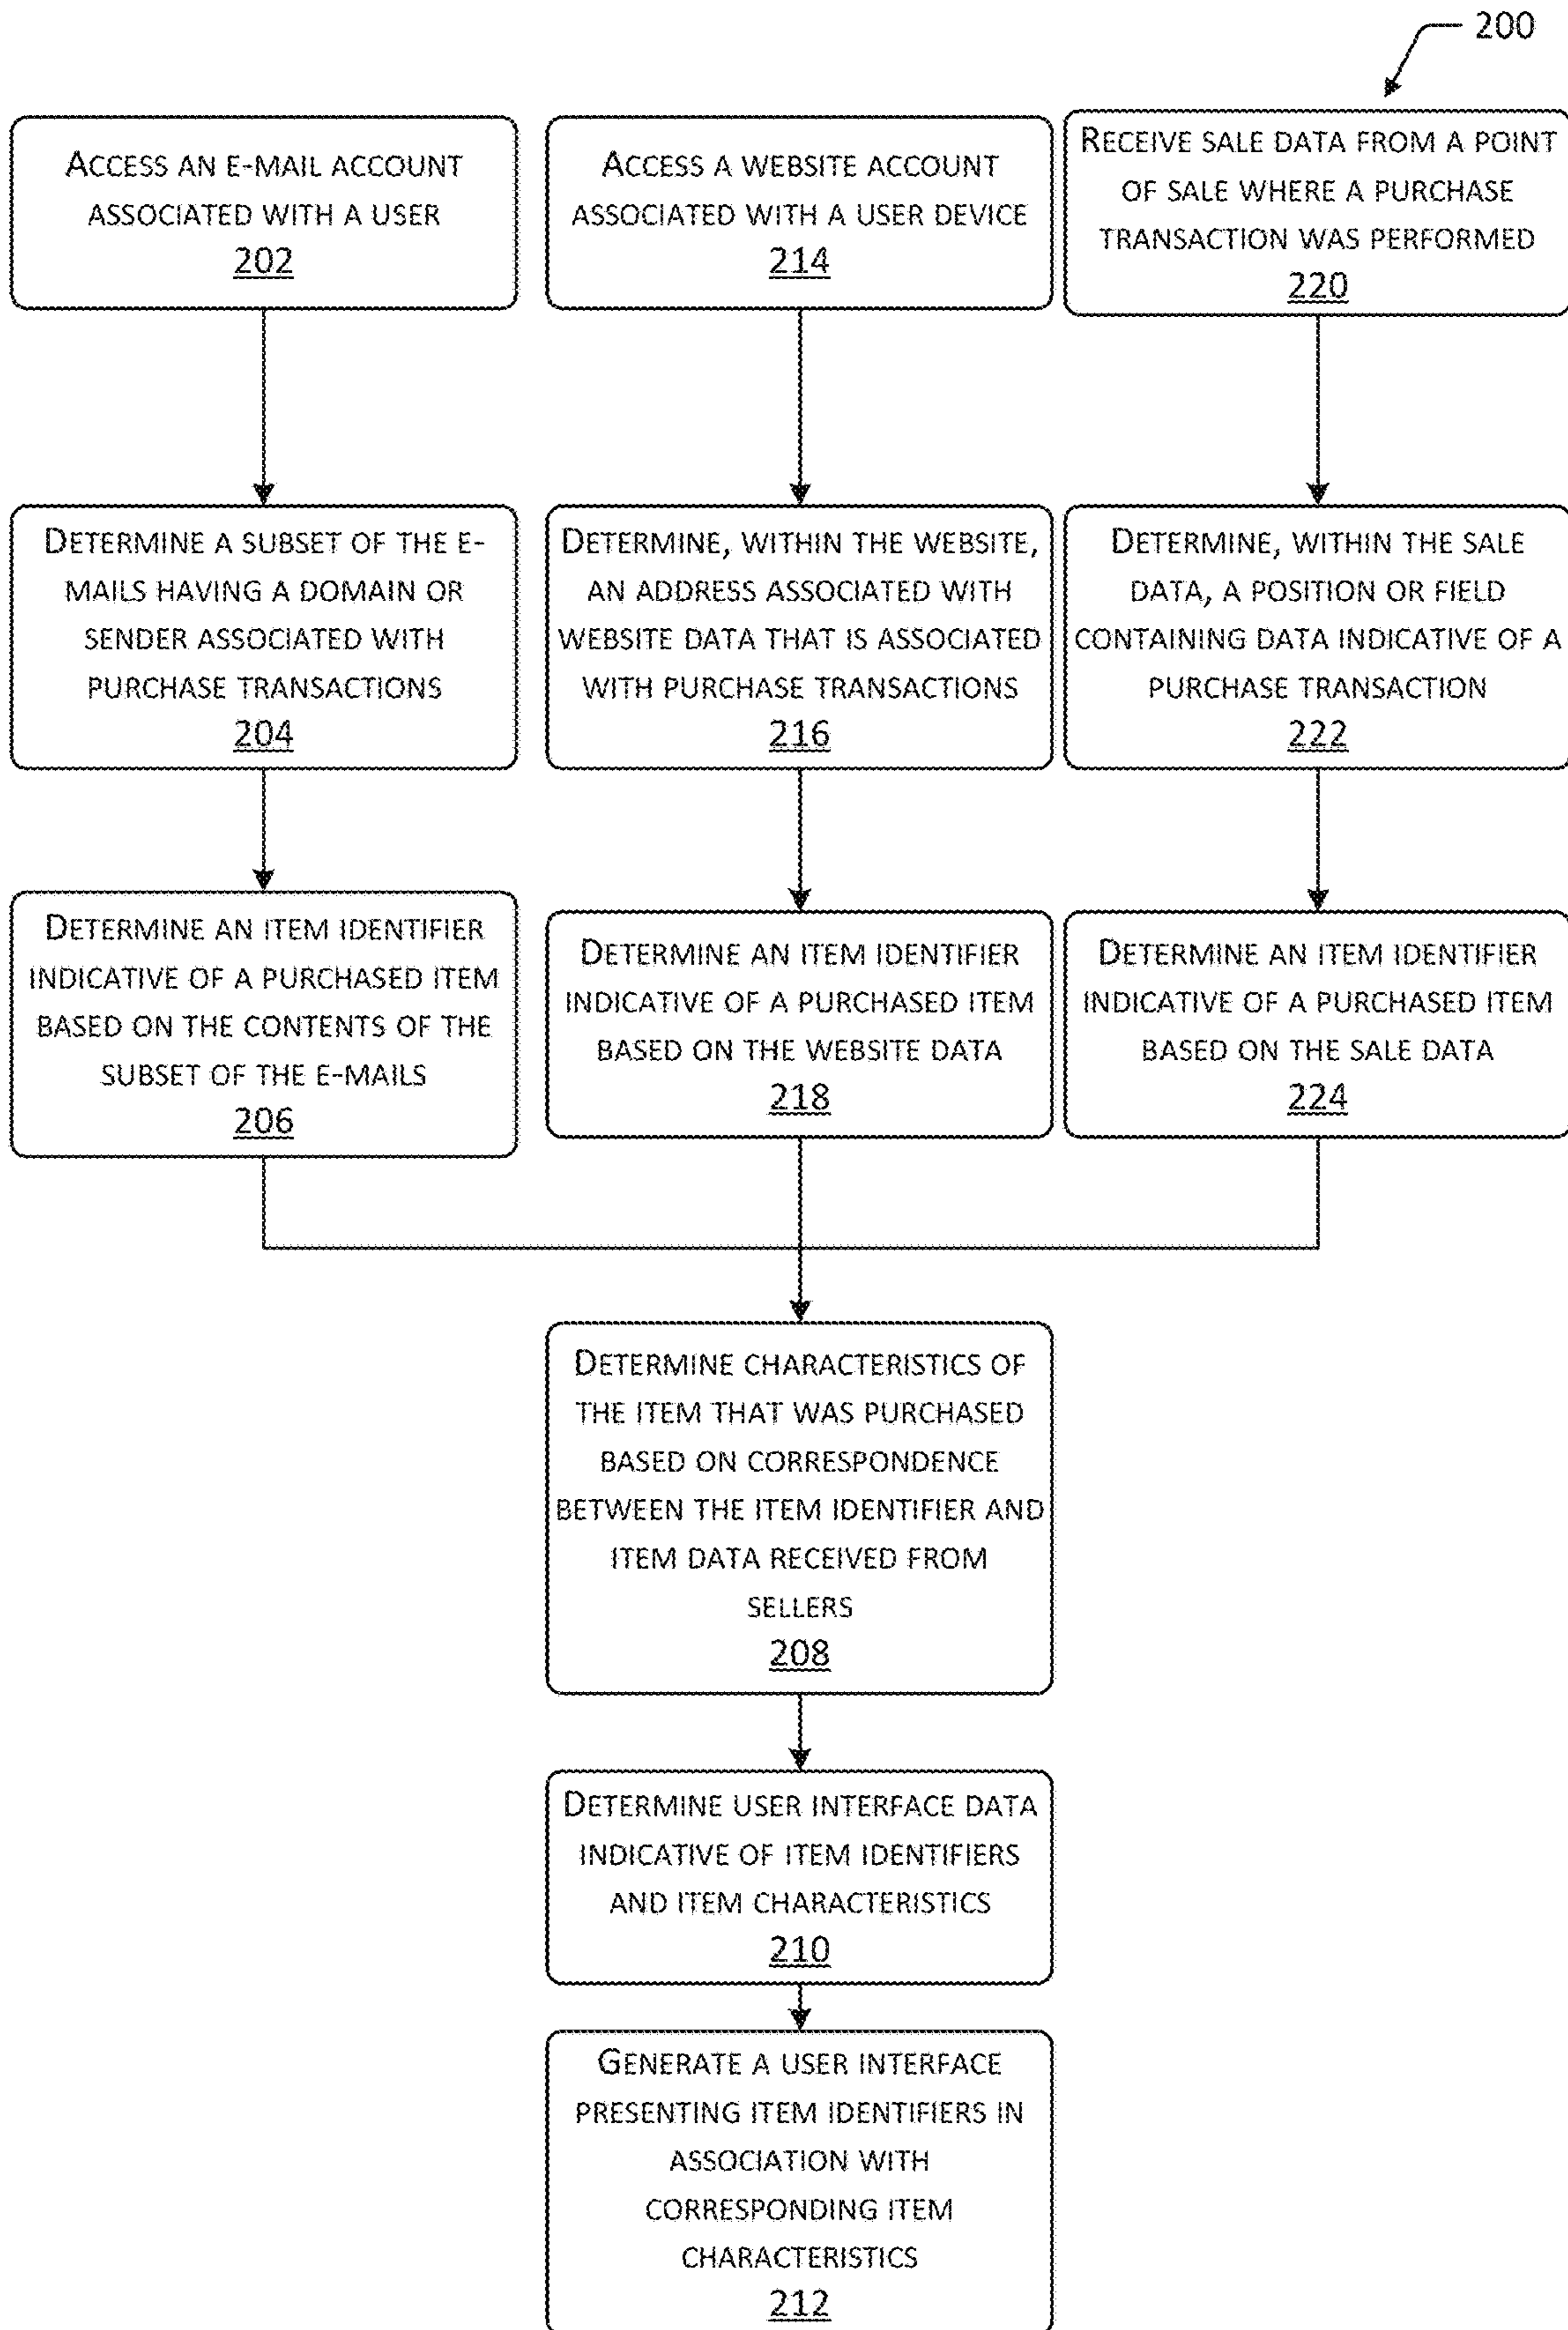 200
ACCESS AN E-MAIL ACCOUNT
ASSOCIATED WITH A USER
202
DETERMINE A SUBSET OF THE E-
MAILS HAVING A DOMAIN OR
SENDER ASSOCIATED WITH
PURCHASE TRANSACTIONS
204
DETERMINE AN ITEM IDENTIFIER
INDICATIVE OF A PURCHASED ITEM
BASED ON THE CONTENTS OF THE
SUBSET OF THE E-MAILS
206
ACCESS A WEBSITE ACCOUNT
ASSOCIATED WITH A USER DEVICE
214
DETERMINE, WITHIN THE WEBSITE,
AN ADDRESS ASSOCIATED WITH
WEBSITE DATA THAT IS ASSOCIATED
WITH PURCHASE TRANSACTIONS
216
DETERMINE AN ITEM IDENTIFIER
INDICATIVE OF A PURCHASED ITEM
BASED ON THE WEBSITE DATA
218
RECEIVE SALE DATA FROM A POINT
OF SALE WHERE A PURCHASE
TRANSACTION WAS PERFORMED
220
DETERMINE, WITHIN THE SALE
DATA, A POSITION OR FIELD
CONTAINING DATA INDICATIVE OF A
PURCHASE TRANSACTION
222
DETERMINE AN ITEM IDENTIFIER
INDICATIVE OF A PURCHASED ITEM
BASED ON THE SALE DATA
224
DETERMINE CHARACTERISTICS OF
THE ITEM THAT WAS PURCHASED
BASED ON CORRESPONDENCE
BETWEEN THE ITEM IDENTIFIER AND
ITEM DATA RECEIVED FROM
SELLERS
208
DETERMINE USER INTERFACE DATA
INDICATIVE OF ITEM IDENTIFIERS
AND ITEM CHARACTERISTICS
210
GENERATE A USER INTERFACE
PRESENTING ITEM IDENTIFIERS IN
ASSOCIATION WITH
CORRESPONDING ITEM
CHARACTERISTICS
212